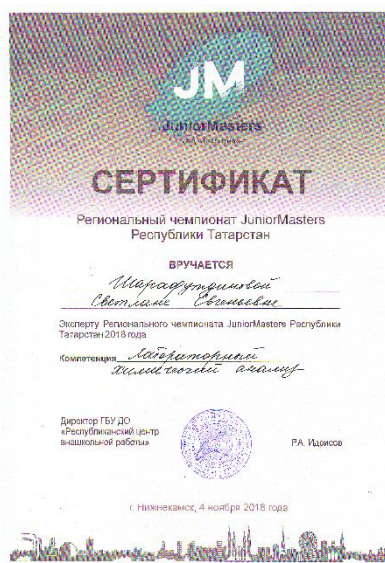 JM
JuniorMasters
СЕРТИФИКАТ
Региональный чемпионат JuniorMasters
Республики Татарстан
ВРУЧАЕТСЯ
Шарафутдиновой
Светлане Евгеньевне
Эксперту Регионального чемпионата JuniorMasters Республики
Татарстан 2018 года
Компетенция Лабораторный
химический анализ
Директор ГБУ ДО
«Республиканский центр
внешкольной работы»
Р.А. Идрисов
г. Нижнекамск, 4 ноября 2018 года